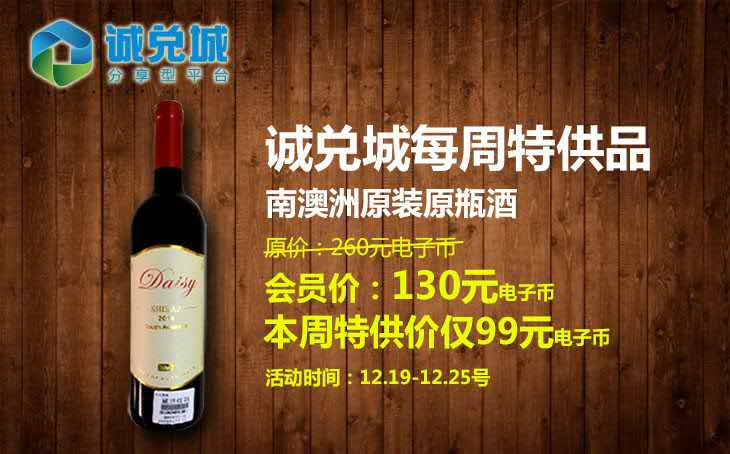 诚兑城
分享型平台
诚兑城每周特供品
南澳洲原装原瓶酒
原价：260元电子币
会员价：130元电子币
本周特供价仅99元电子币
活动时间：12.19-12.25号
Daisy
SHIRAZ
South Australia